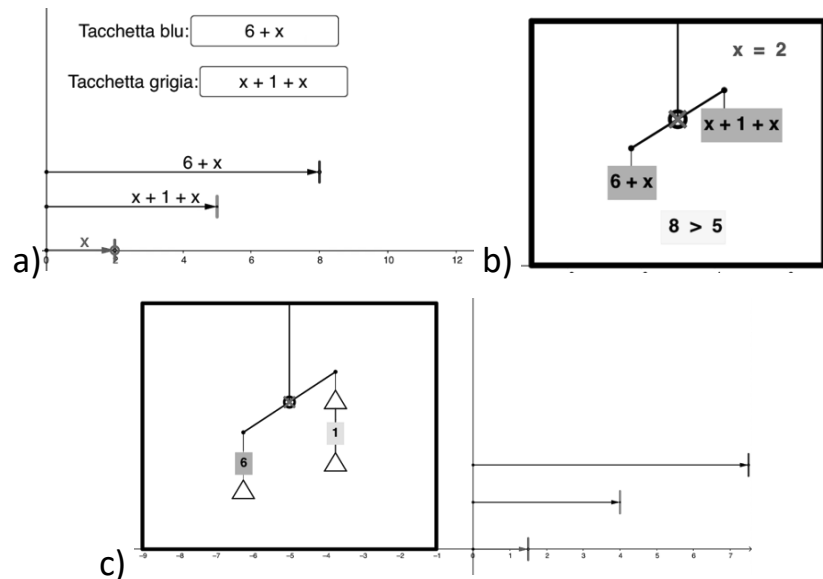 Tacchetta blu: 6 + x
Tacchetta grigia: x + 1 + x
6 + x
x + 1 + x
x
0 2 4 6 8 10 12
a)
x = 2
x + 1 + x
6 + x
8 > 5
b)
1
6
-9 -8 -7 -6 -5 -4 -3 -2 -1 0 1 2 3 4 5 6 7
c)